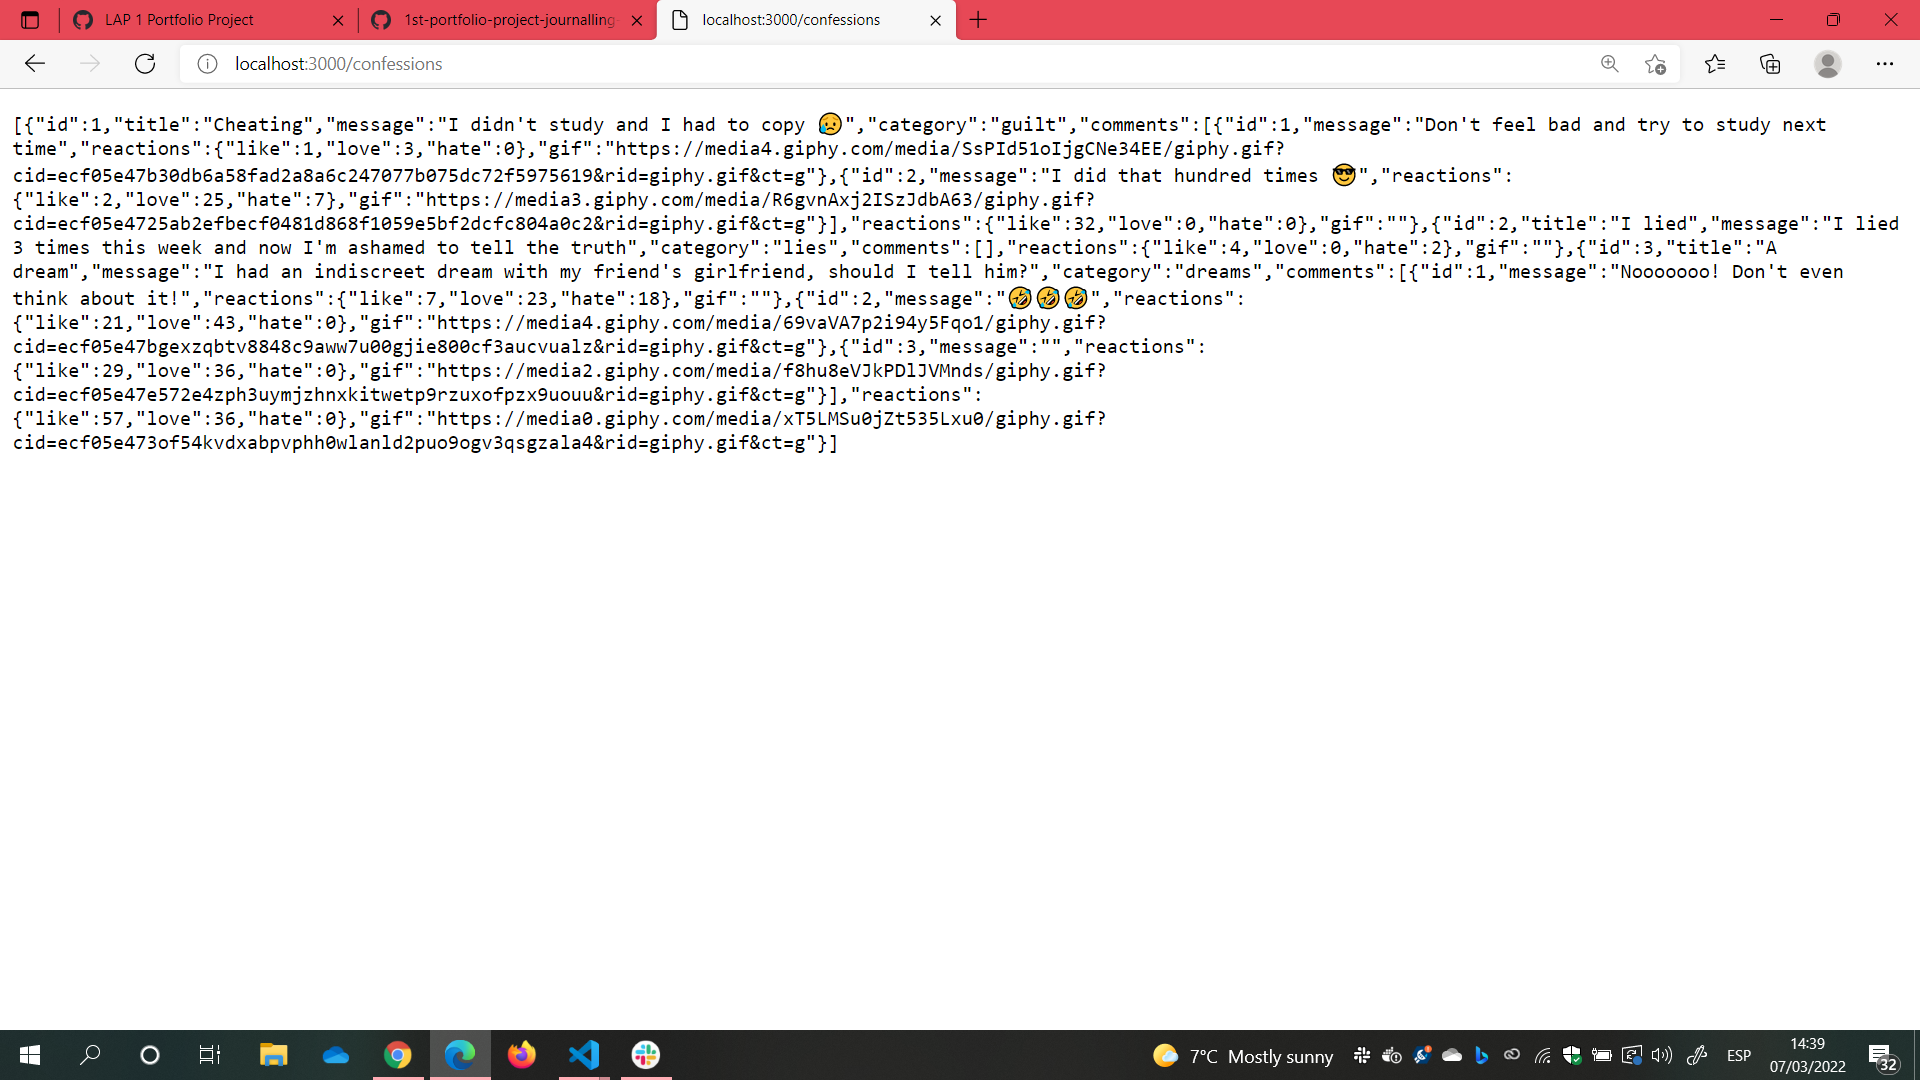 LAP 1 Portfolio Project
1st-portfolio-project-journalling-
localhost:3000/confessions
localhost:3000/confessions
[{"id":1,"title":"Cheating","message":"I didn't study and I had to copy 😥","category":"guilt","comments":[{"id":1,"message":"Don't feel bad and try to study next
time","reactions":{"like":1,"love":3,"hate":0},"gif":"https://media4.giphy.com/media/SsPId51oIjgCNe34EE/giphy.gif?
cid=ecf05e47b30db6a58fad2a8a6c247077b075dc72f5975619&rid=giphy.gif&ct=g"},{"id":2,"message":"I did that hundred times 😎","reactions":
{"like":2,"love":25,"hate":7},"gif":"https://media3.giphy.com/media/R6gvnAxj2ISzJdbA63/giphy.gif?
cid=ecf05e4725ab2efbecf0481d868f1059e5bf2dcfc804a0c2&rid=giphy.gif&ct=g"}],"reactions":{"like":32,"love":0,"hate":0},"gif":""},{"id":2,"title":"I lied","message":"I lied
3 times this week and now I'm ashamed to tell the truth","category":"lies","comments":[],"reactions":{"like":4,"love":0,"hate":2},"gif":""},{"id":3,"title":"A
dream","message":"I had an indiscreet dream with my friend's girlfriend, should I tell him?","category":"dreams","comments":[{"id":1,"message":"Nooooooo! Don't even
think about it!","reactions":{"like":7,"love":23,"hate":18},"gif":""},{"id":2,"message":"🤣🤣🤣","reactions":
{"like":21,"love":43,"hate":0},"gif":"https://media4.giphy.com/media/69vaVA7p2i94y5Fqo1/giphy.gif?
cid=ecf05e47bgexzqbtv8848c9aww7u00gjie800cf3aucvualz&rid=giphy.gif&ct=g"},{"id":3,"message":"","reactions":
{"like":29,"love":36,"hate":0},"gif":"https://media2.giphy.com/media/f8hu8eVJkPDlJVMnds/giphy.gif?
cid=ecf05e47e572e4zph3uymjzhnxkitwetp9rzuxofpzx9uouu&rid=giphy.gif&ct=g"}],"reactions":
{"like":57,"love":36,"hate":0},"gif":"https://media0.giphy.com/media/xT5LMSu0jZt535Lxu0/giphy.gif?
cid=ecf05e473of54kvdxabpvphh0wlanld2puo9ogv3qsgzala4&rid=giphy.gif&ct=g"}]
7°C Mostly sunny
ESP
14:39
07/03/2022
32